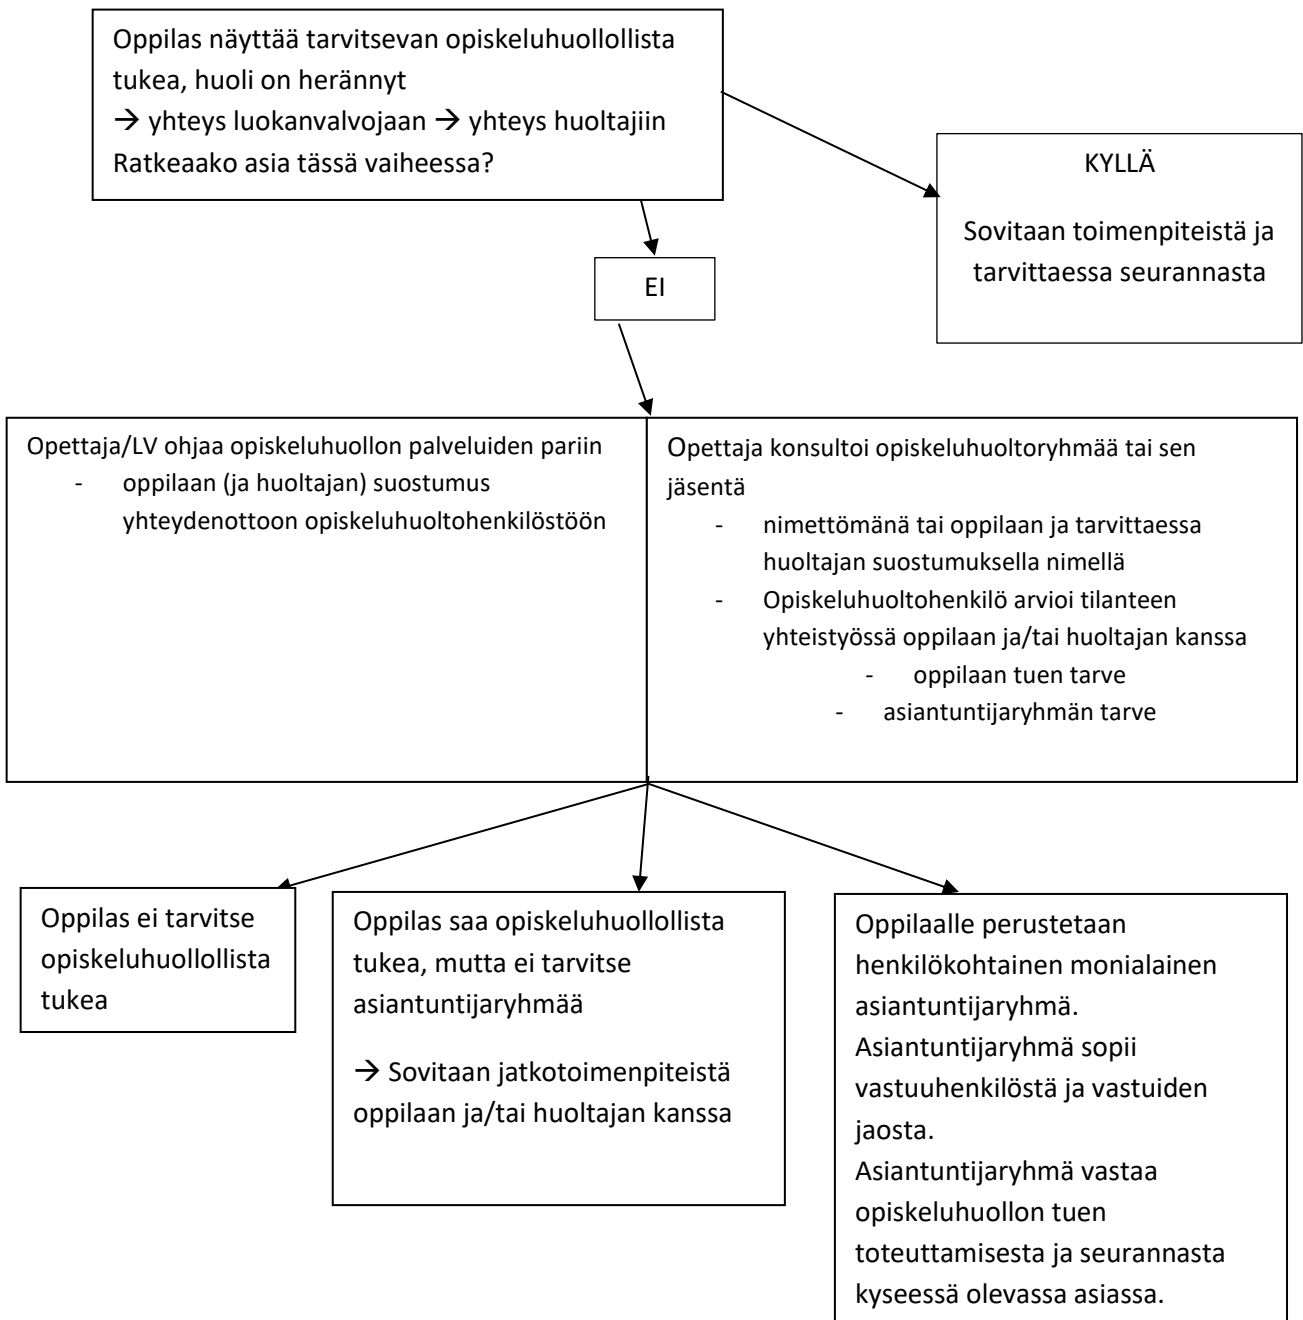 Oppilas näyttää tarvitsevan opiskeluhuollollista
tukea, huoli on herännyt
→ yhteys luokanvalvojaan → yhteys huoltajiin
Ratkeaako asia tässä vaiheessa?
KYLLÄ
Sovitaan toimenpiteistä ja
tarvittaessa seurannasta
EI
Opettaja/LV ohjaa opiskeluhuollon palveluiden pariin
- oppilaan (ja huoltajan) suostumus
yhteydenottoon opiskeluhuoltohenkilöstöön
Opettaja konsultoi opiskeluhuoltoryhmää tai sen
jäsentä
- nimettömänä tai oppilaan ja tarvittaessa
huoltajan suostumuksella nimellä
- Opiskeluhuoltohenkilö arvioi tilanteen
yhteistyössä oppilaan ja/tai huoltajan kanssa
- oppilaan tuen tarve
- asiantuntijaryhmän tarve
Oppilas ei tarvitse
opiskeluhuollollista
tukea
Oppilas saa opiskeluhuollollista
tukea, mutta ei tarvitse
asiantuntijaryhmää
→ Sovitaan jatkotoimenpiteistä
oppilaan ja/tai huoltajan kanssa
Oppilaalle perustetaan
henkilökohtainen monialainen
asiantuntijaryhmä.
Asiantuntijaryhmä sopii
vastuuhenkilöstä ja vastuiden
jaosta.
Asiantuntijaryhmä vastaa
opiskeluhuollon tuen
toteuttamisesta ja seurannasta
kyseessä olevassa asiassa.